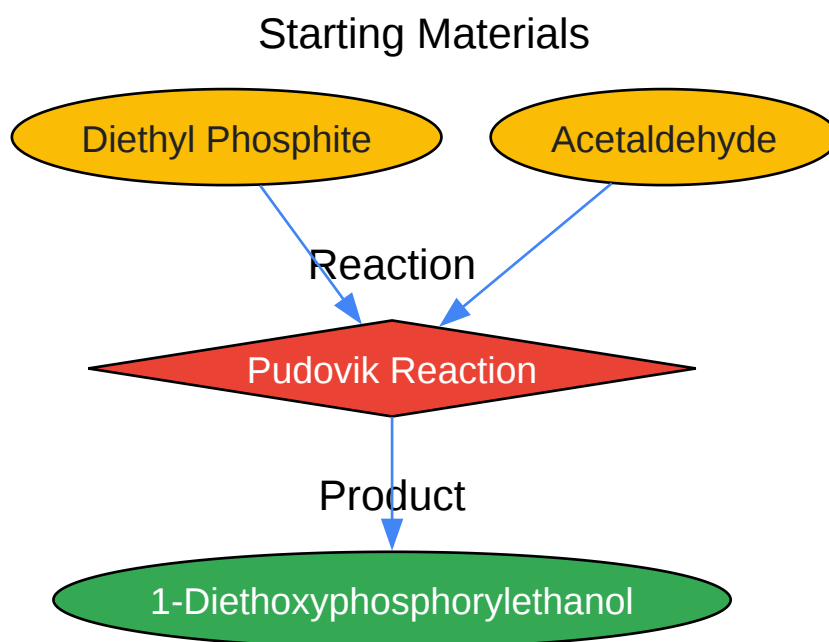 Starting Materials
Diethyl Phosphite
Acetaldehyde
Reaction
Pudovik Reaction
Product
1-Diethoxyphosphorylethanol